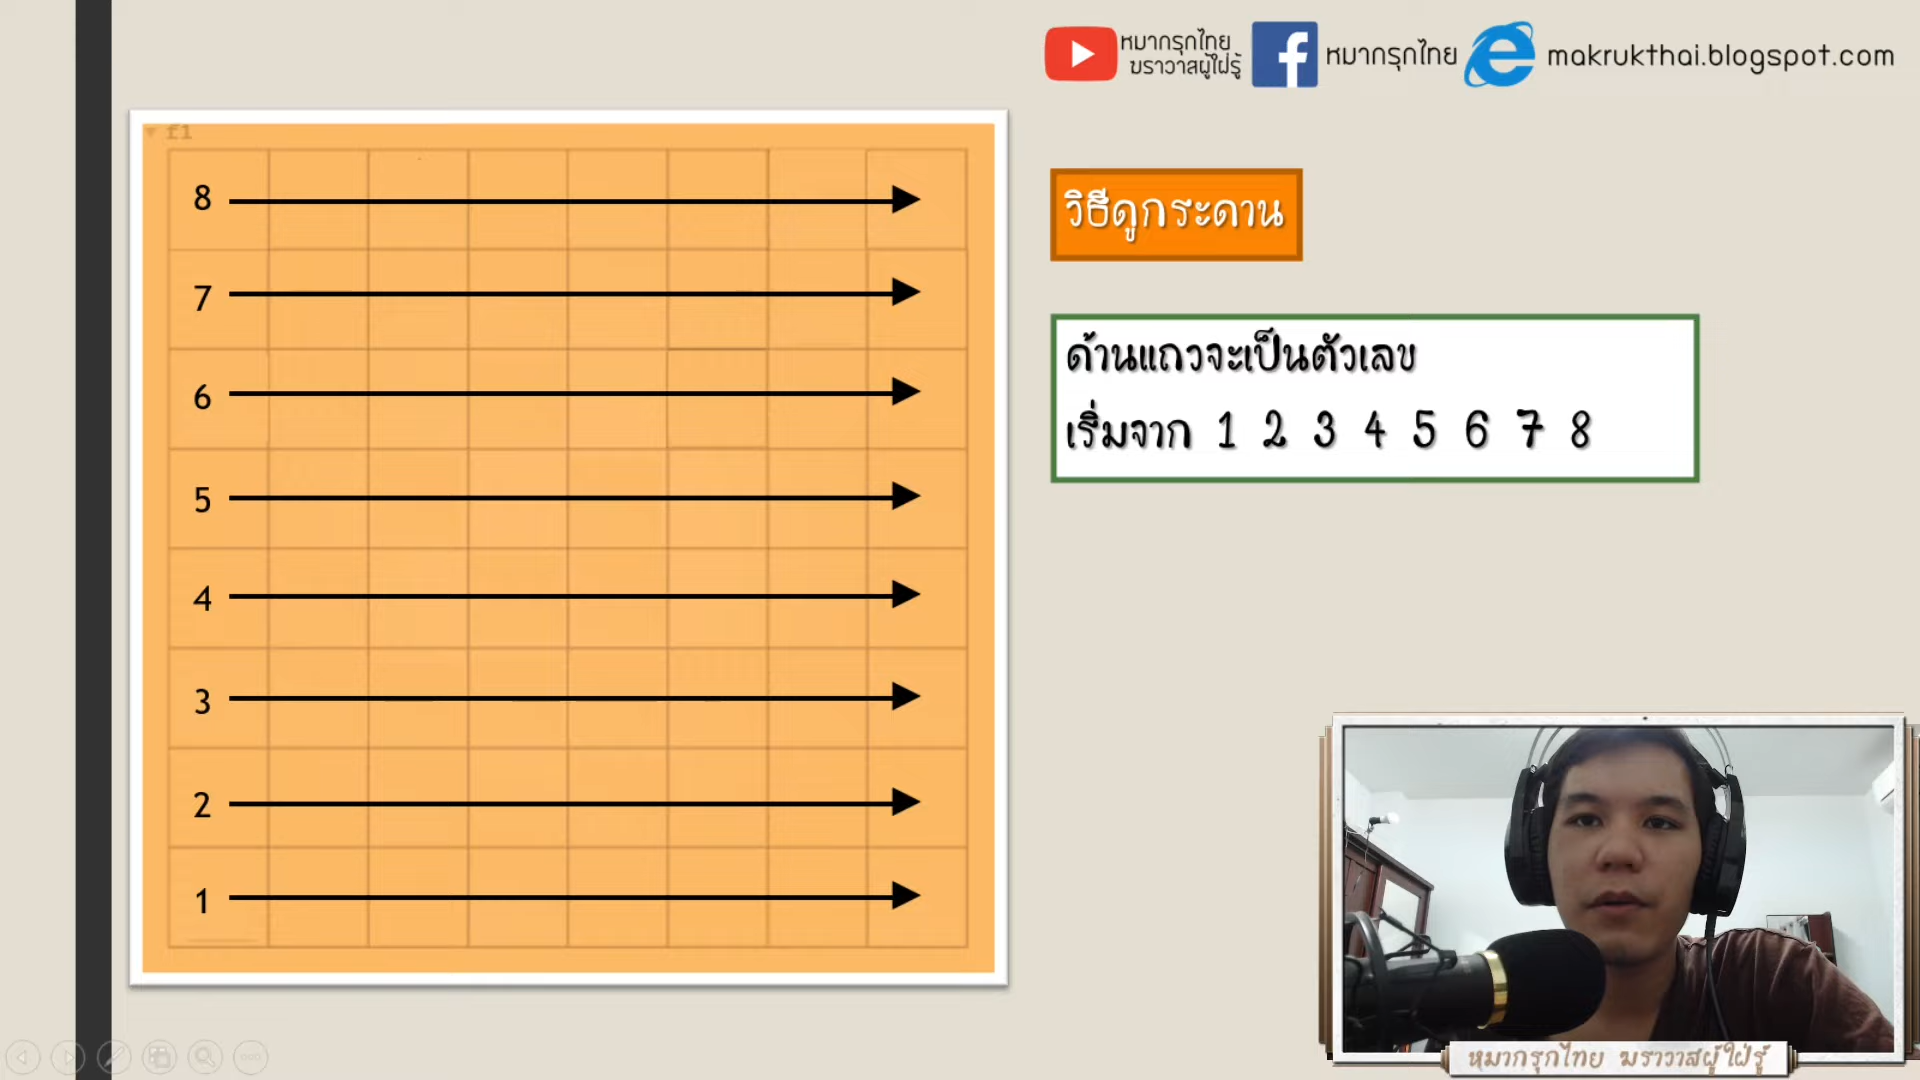 หมากรุกไทย
ฆราวาสผู้ใฝ่รู้
หมากรุกไทย
makrukthai.blogspot.com
f1
8
7
6
5
4
3
2
1
วิธีดูกระดาน
ด้านแถวจะเป็นตัวเลข
เริ่มจาก 1 2 3 4 5 6 7 8
หมากรุกไทย ฆราวาสผู้ใฝ่รู้